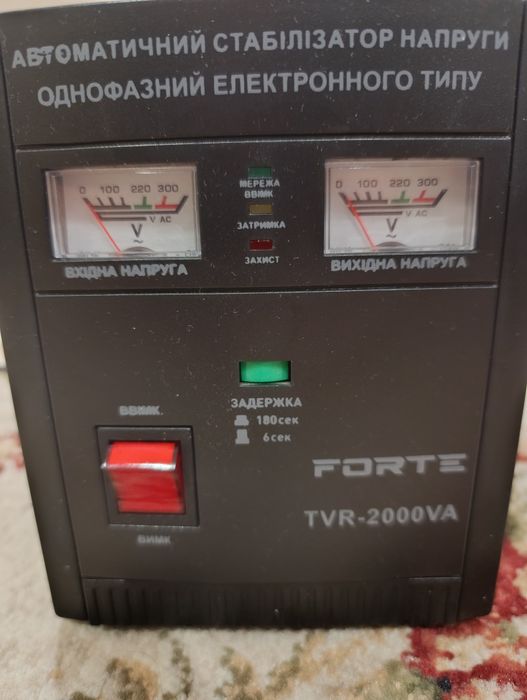 АВТОМАТИЧНИЙ СТАБІЛІЗАТОР НАПРУГИ
ОДНОФАЗНИЙ ЕЛЕКТРОННОГО ТИПУ
0 100 220 300
V AC
V
~
ВХІДНА НАПРУГА
МЕРЕЖА
ВВІМК
ЗАТРИМКА
ЗАХИСТ
0 100 220 300
V AC
V
~
ВИХІДНА НАПРУГА
ЗАДЕРЖКА
180сек
6сек
ВВІМК.
ВИМК
FORTE
TVR-2000VA